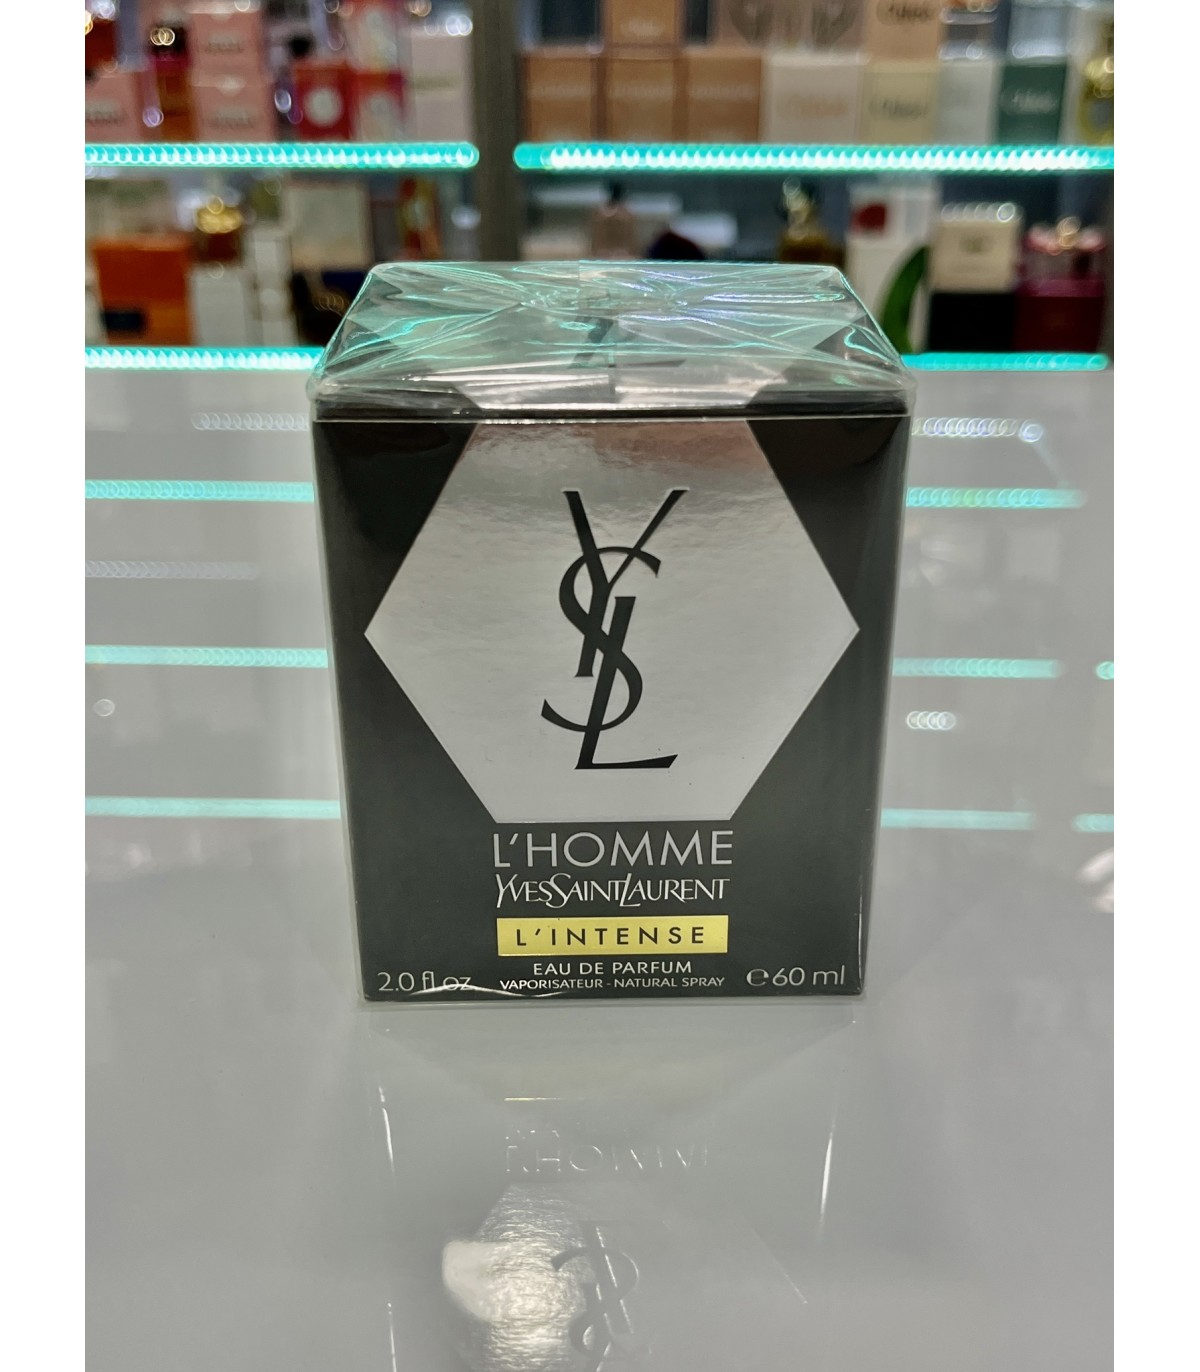 YSL
L'HOMME
YVESSAINTLAURENT
L'INTENSE
EAU DE PARFUM
VAPORISATEUR - NATURAL SPRAY
2.0 fl oz
e 60 ml